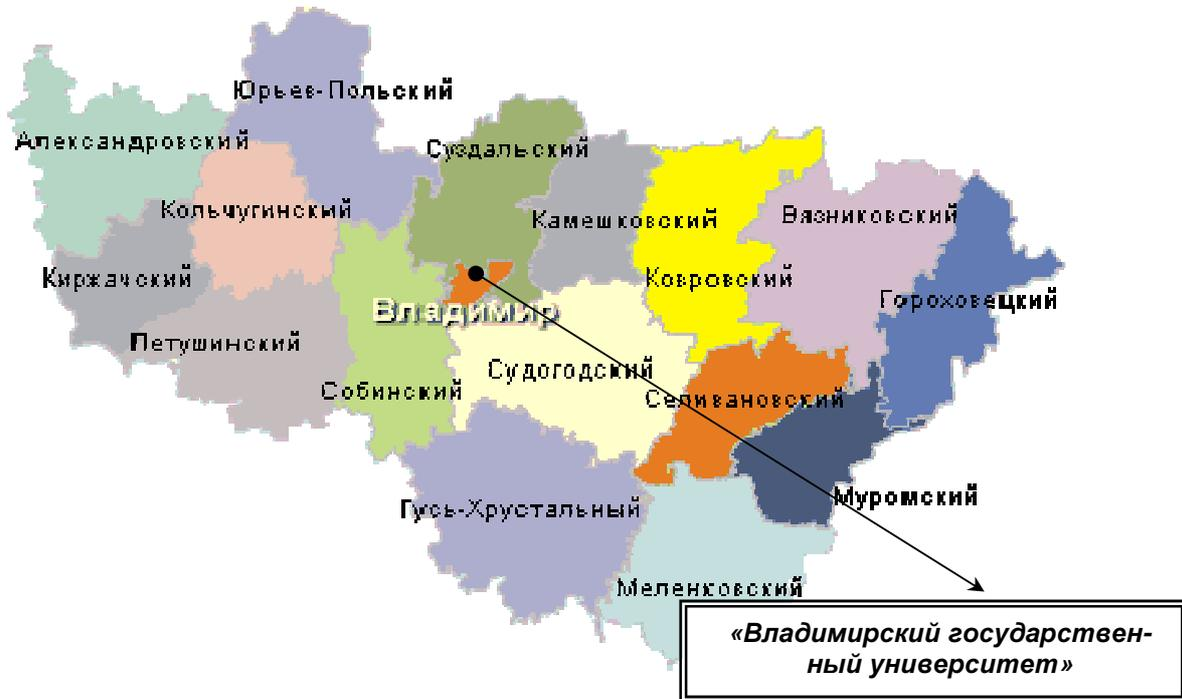 Юрьев-Польский
Александровский
Суздальский
Кольчугинский
Камешковский
Вязниковский
Киржачский
Ковровский
Гороховецкий
Владимир
Петушинский
Судогодский
Собинский
Селивановский
Муромский
Гусь-Хрустальный
Меленковский
«Владимирский государствен-
ный университет»